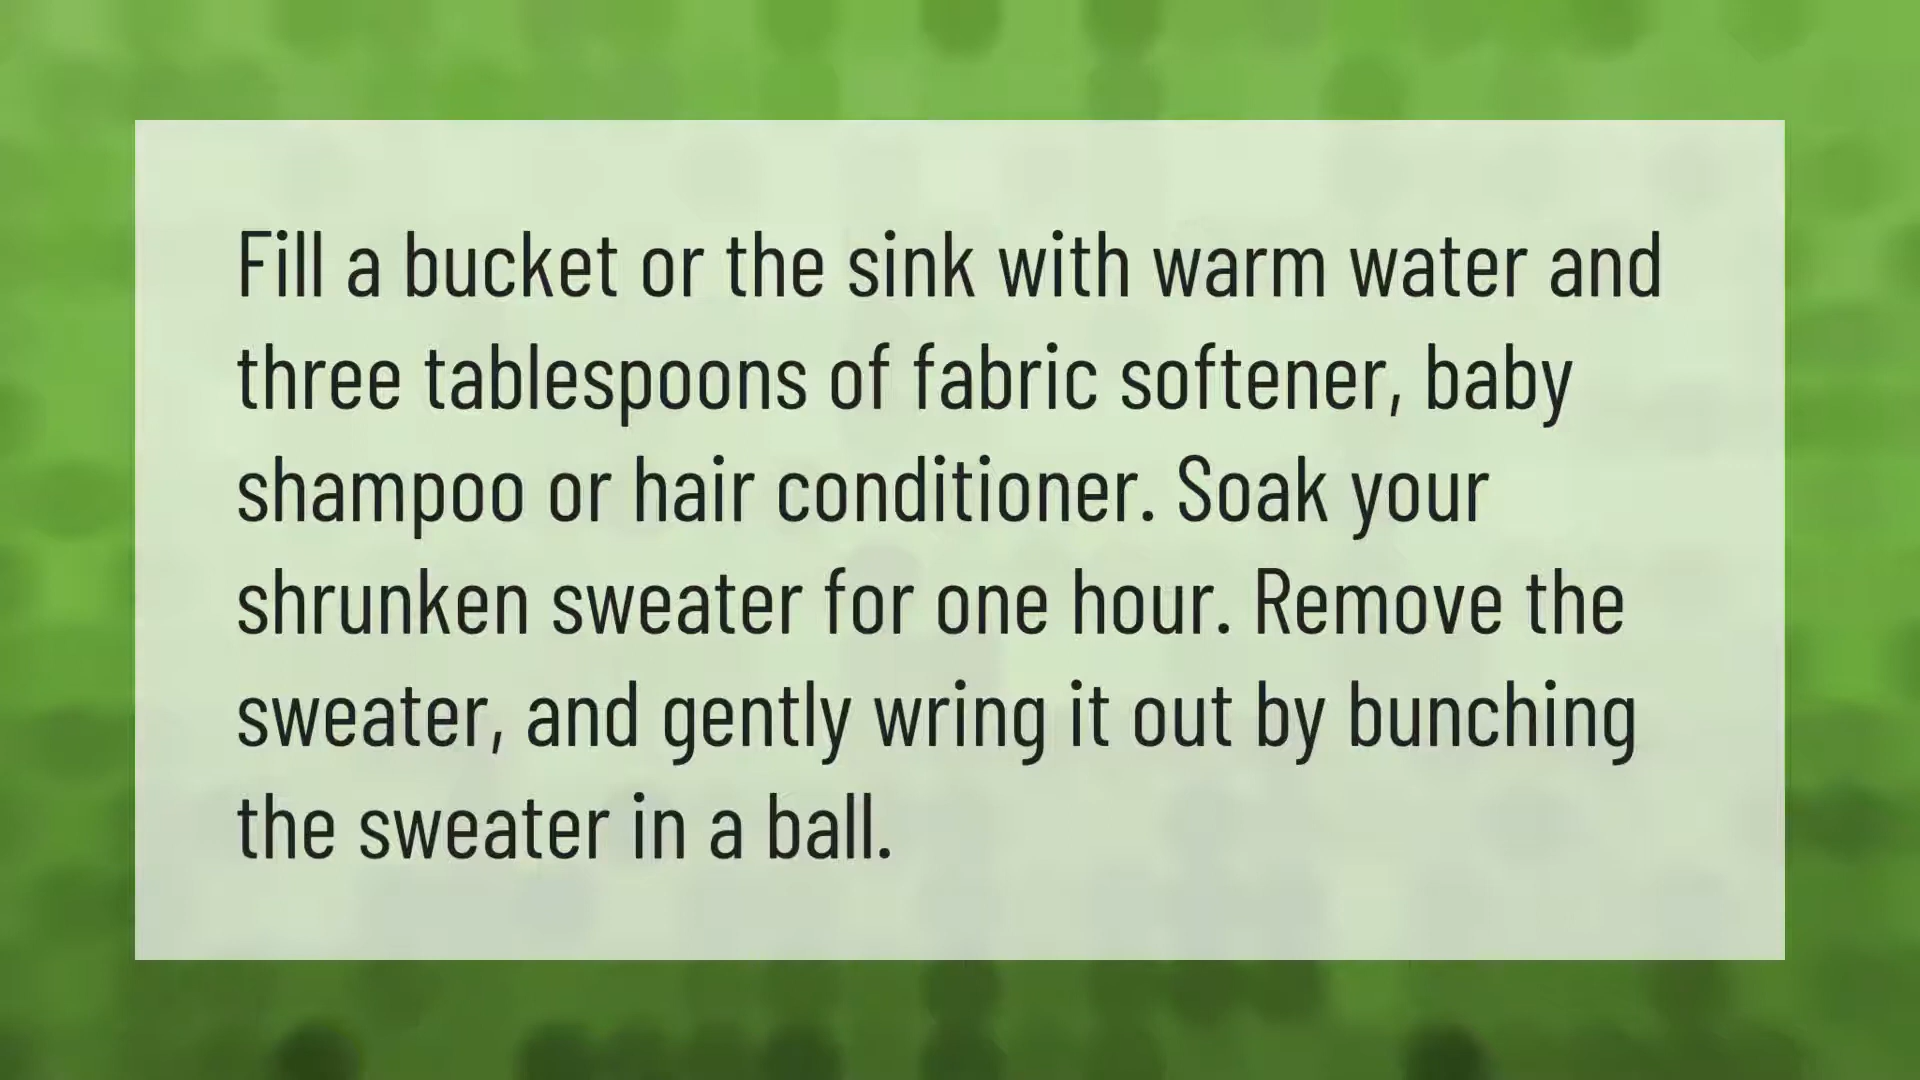 Fill a bucket or the sink with warm water and
three tablespoons of fabric softener, baby
shampoo or hair conditioner. Soak your
shrunken sweater for one hour. Remove the
sweater, and gently wring it out by bunching
the sweater in a ball.